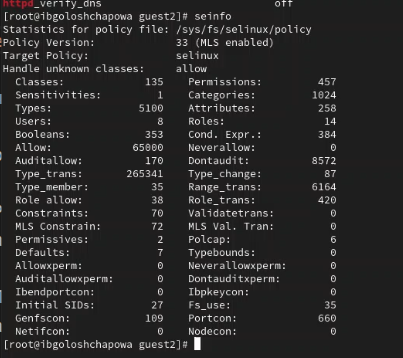 httpd_verify_dns                off
[root@ibgoloshchapowa guest2]# seinfo
Statistics for policy file: /sys/fs/selinux/policy
Policy Version:             33 (MLS enabled)
Target Policy:              selinux
Handle unknown classes:     allow
  Classes:             135    Permissions:         457
  Sensitivities:         1    Categories:         1024
  Types:              5100    Attributes:          258
  Users:                 8    Roles:                14
  Booleans:            353    Cond. Expr.:         384
  Allow:             65000    Neverallow:            0
  Auditallow:          170    Dontaudit:          8572
  Type_trans:       265341    Type_change:          87
  Type_member:          35    Range_trans:        6164
  Role allow:           38    Role_trans:          420
  Constraints:          70    Validatetrans:         0
  MLS Constrain:        72    MLS Val. Tran:         0
  Permissives:           2    Polcap:                6
  Defaults:              7    Typebounds:            0
  Allowxperm:            0    Neverallowxperm:       0
  Auditallowxperm:       0    Dontauditxperm:        0
  Ibendportcon:          0    Ibpkeycon:             0
  Initial SIDs:         27    Fs_use:               35
  Genfscon:            109    Portcon:             660
  Netifcon:              0    Nodecon:               0
[root@ibgoloshchapowa guest2]#